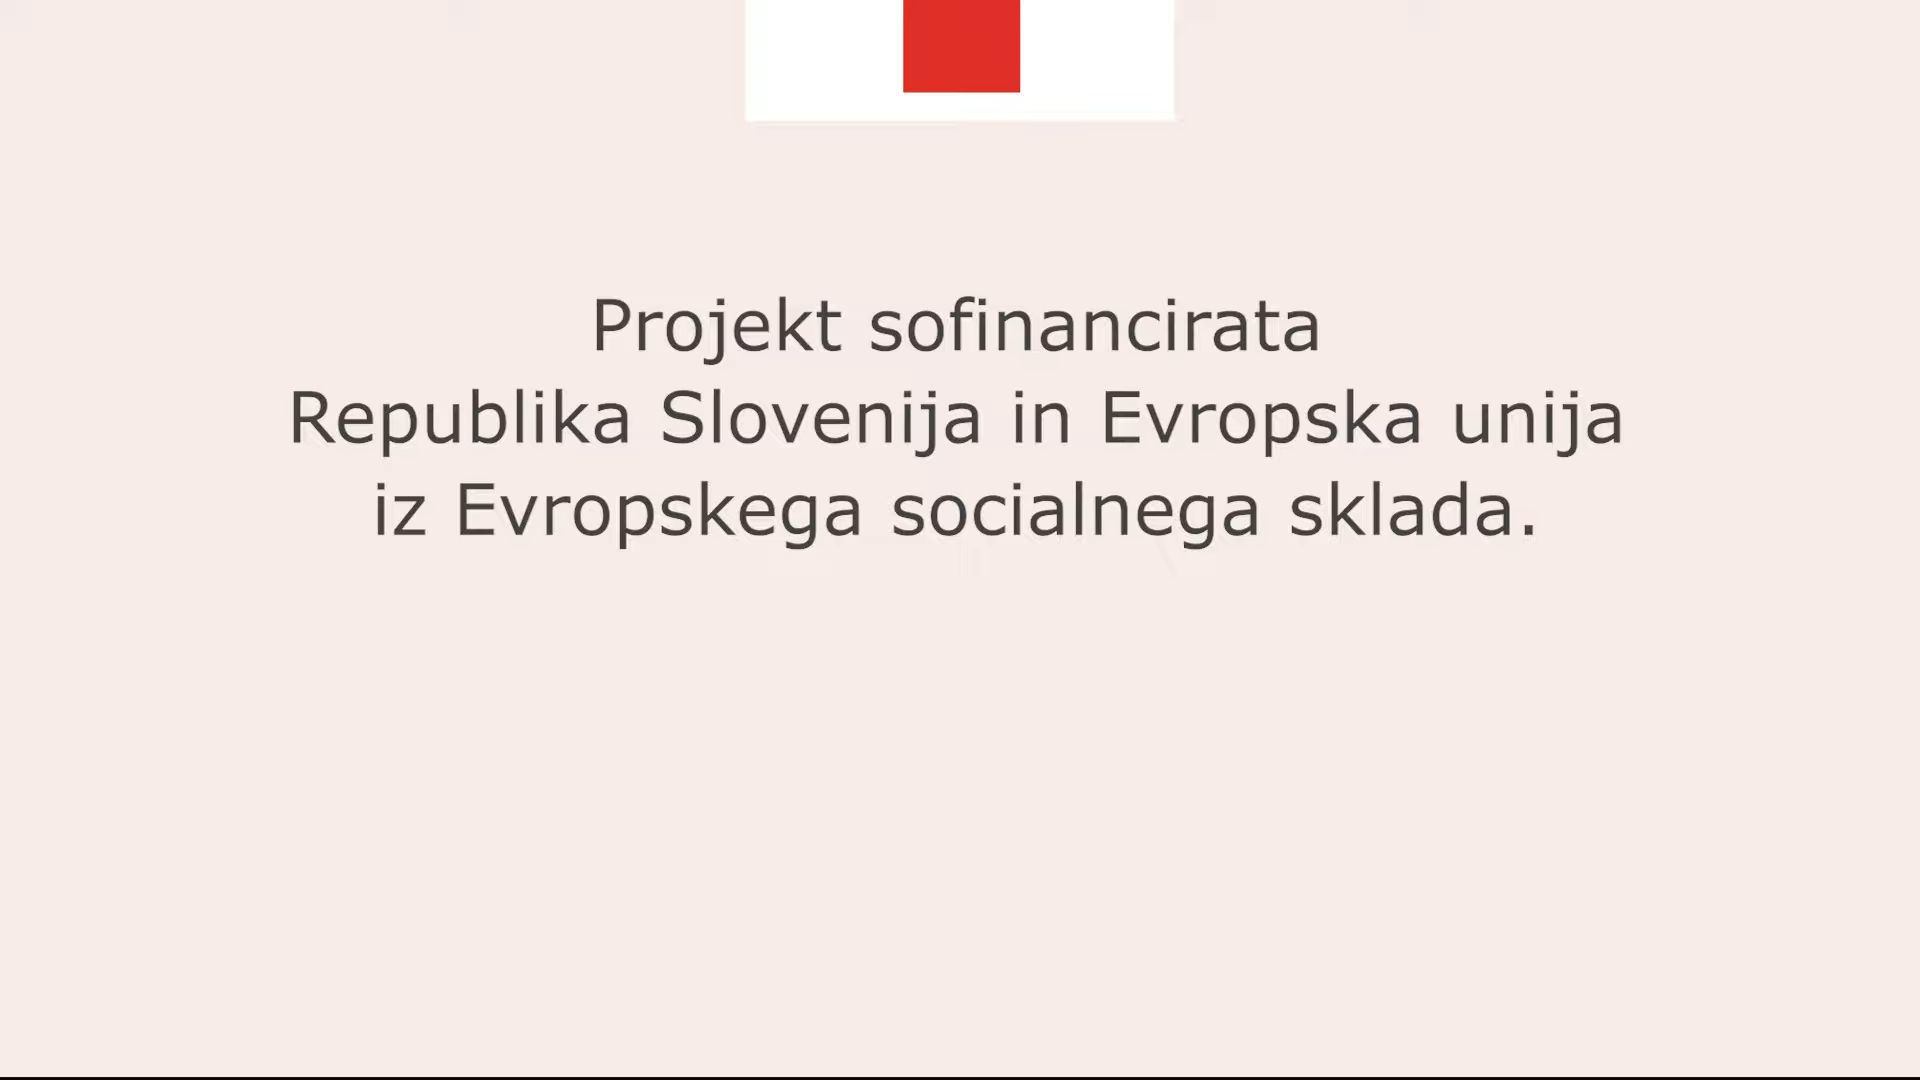 Projekt sofinancirata
Republika Slovenija in Evropska unija
iz Evropskega socialnega sklada.